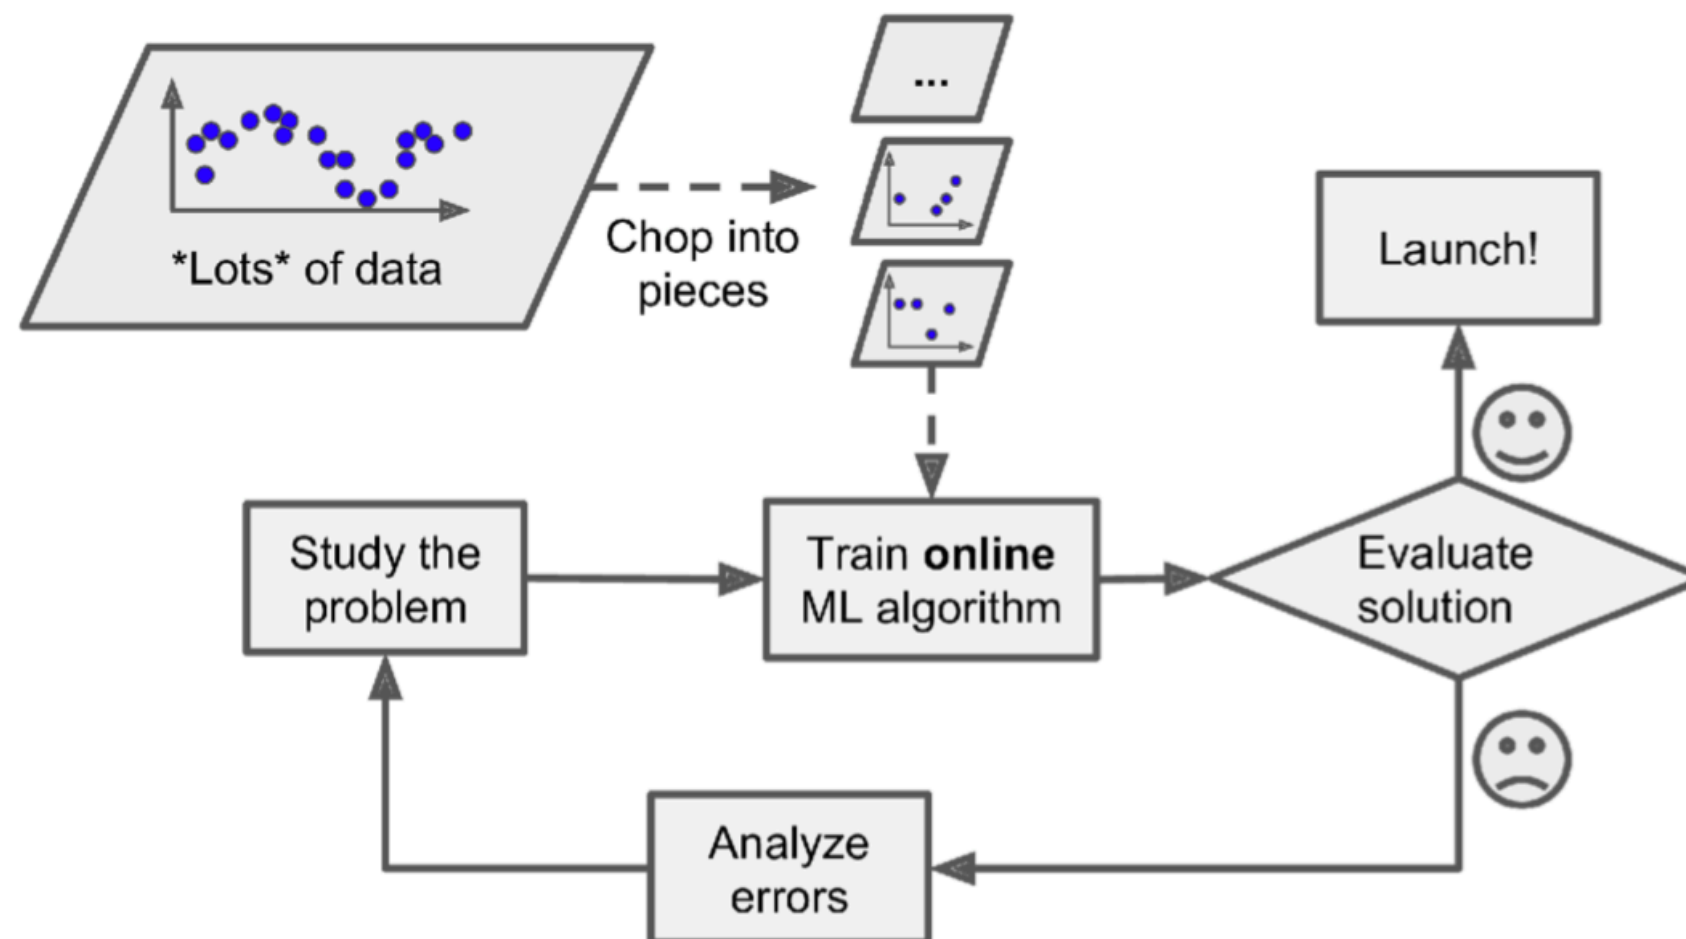 *Lots* of data
Chop into
pieces
...
Launch!
Study the
problem
Train online
ML algorithm
Evaluate
solution
Analyze
errors